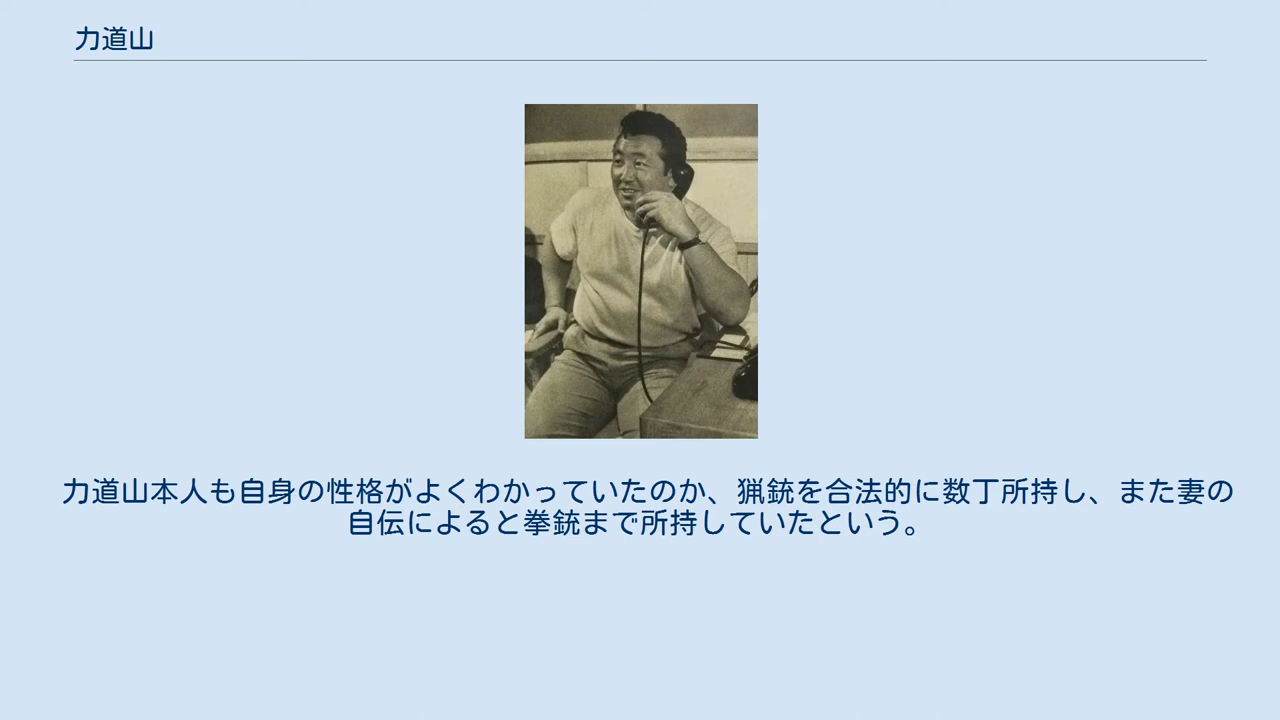 力道山
力道山本人も自身の性格がよくわかっていたのか、猟銃を合法的に数丁所持し、また妻の
自伝によると拳銃まで所持していたという。